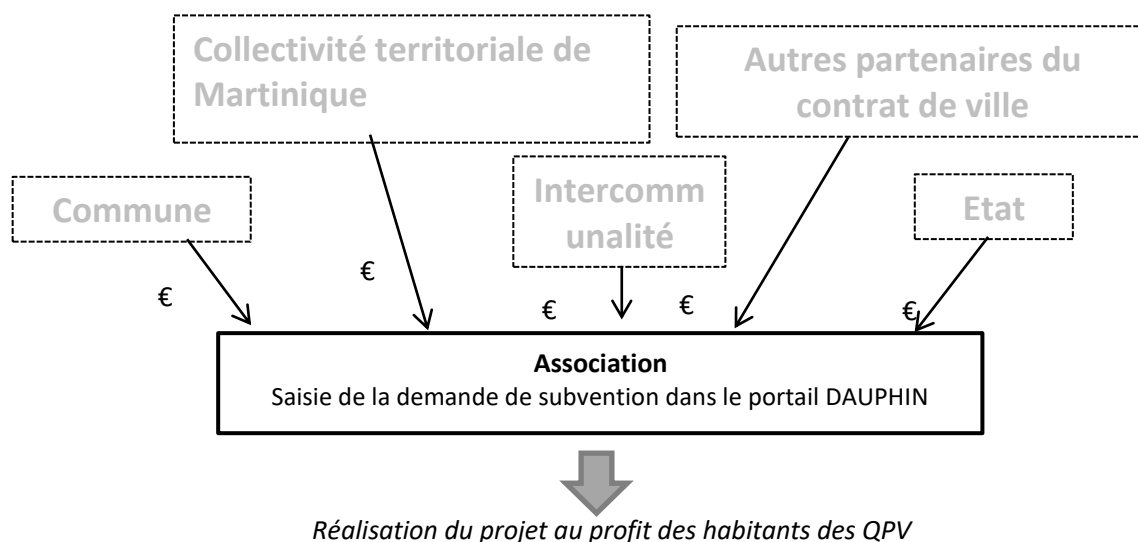 Collectivité territoriale de
Martinique
Autres partenaires du
contrat de ville
Commune
Intercomm
unalité
Etat
€
€
€
€
€
Association
Saisie de la demande de subvention dans le portail DAUPHIN
Réalisation du projet au profit des habitants des QPV